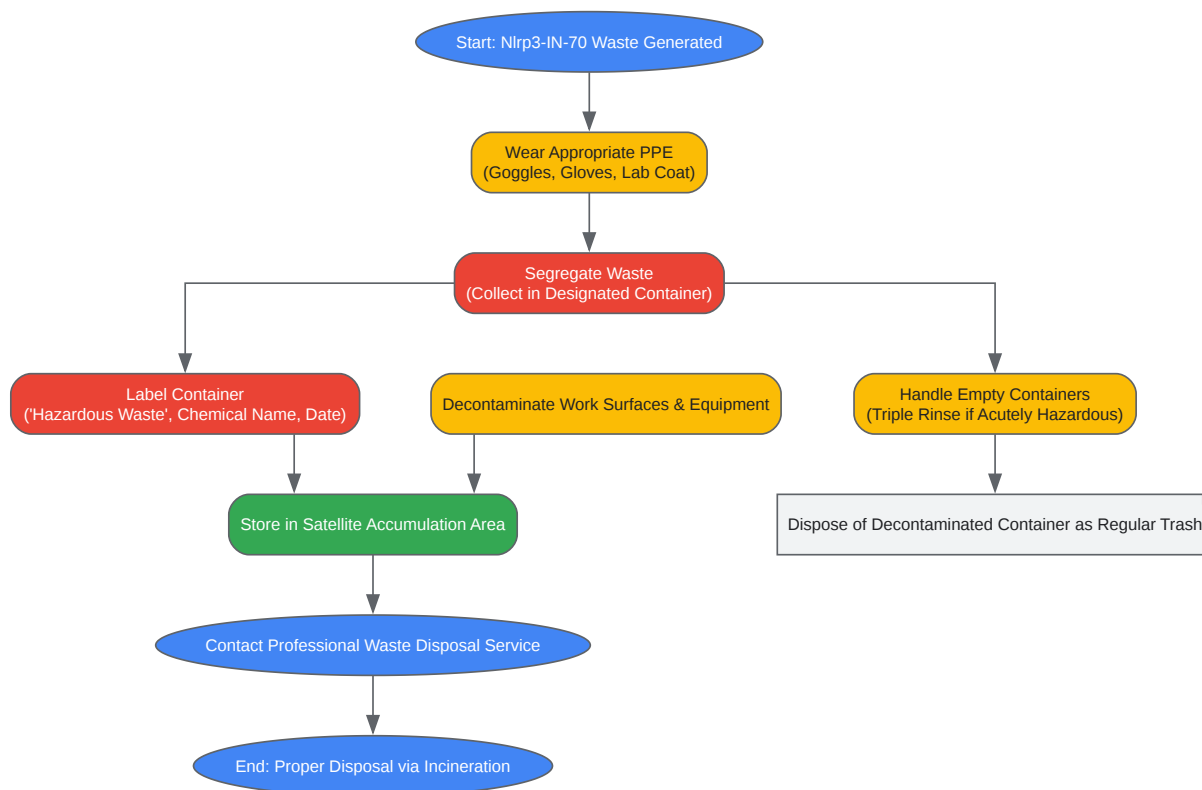 Start: Nlrp3-IN-70 Waste Generated
Wear Appropriate PPE
(Goggles, Gloves, Lab Coat)
Segregate Waste
(Collect in Designated Container)
Label Container
('Hazardous Waste', Chemical Name, Date)
Decontaminate Work Surfaces & Equipment
Handle Empty Containers
(Triple Rinse if Acutely Hazardous)
Store in Satellite Accumulation Area
Dispose of Decontaminated Container as Regular Trash
Contact Professional Waste Disposal Service
End: Proper Disposal via Incineration